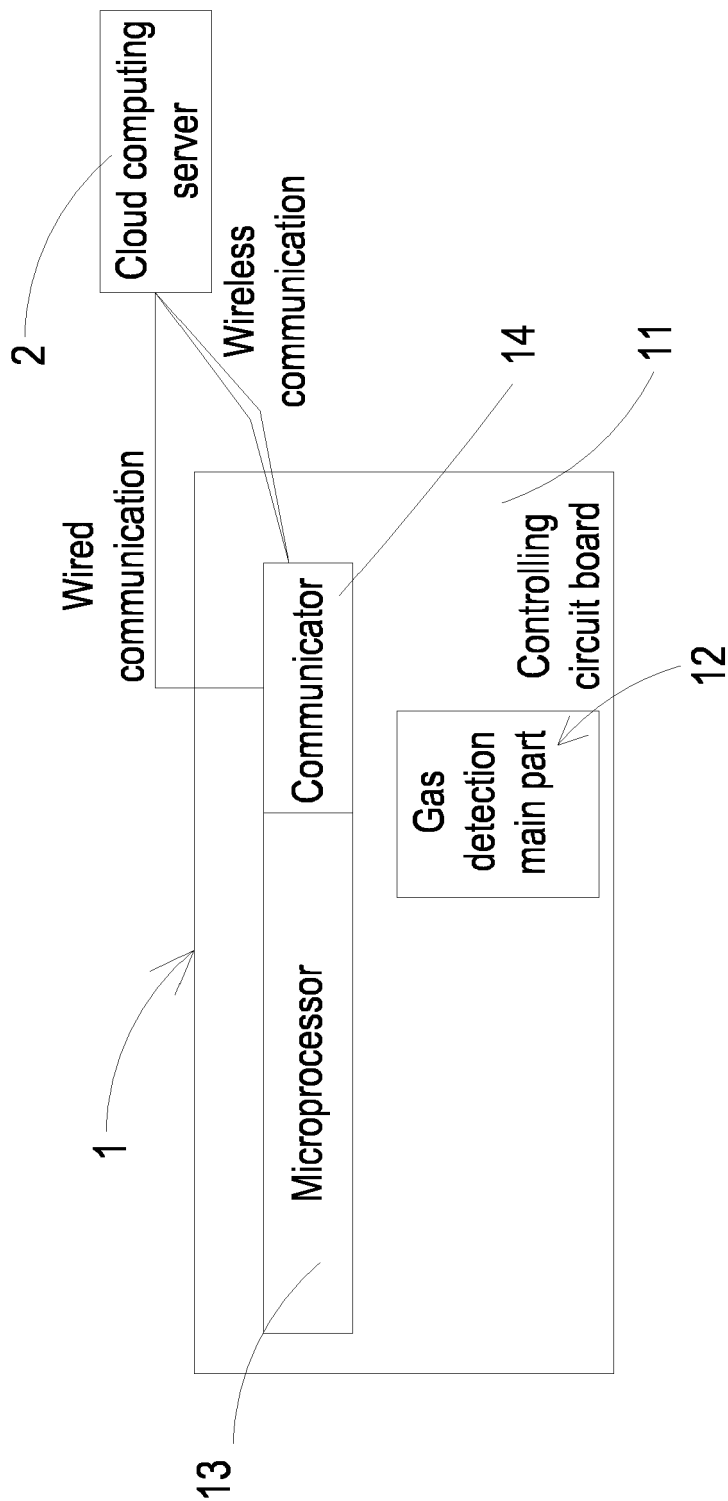 2
Cloud computing
server
Wired
communication
Wireless
communication
1
14
11
13
Microprocessor
Communicator
Gas
detection
main part
Controlling
circuit board
12